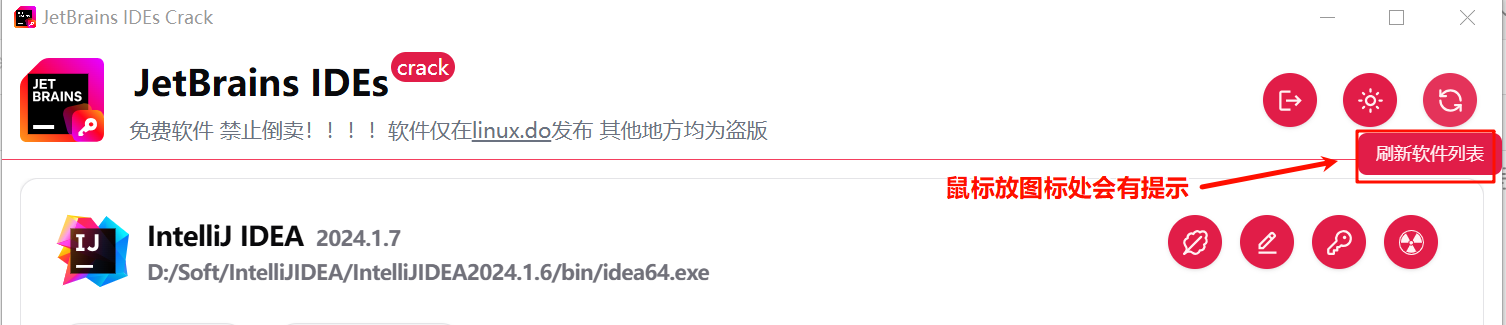 JetBrains IDEs Crack
JET
BRAINS
JetBrains IDEs
crack
免费软件 禁止倒卖！！！！ 软件仅在linux.do发布 其他地方均为盗版
刷新软件列表
鼠标放图标处会有提示
IJ
IntelliJ IDEA 2024.1.7
D:/Soft/IntelliJIDEA/IntelliJIDEA2024.1.6/bin/idea64.exe